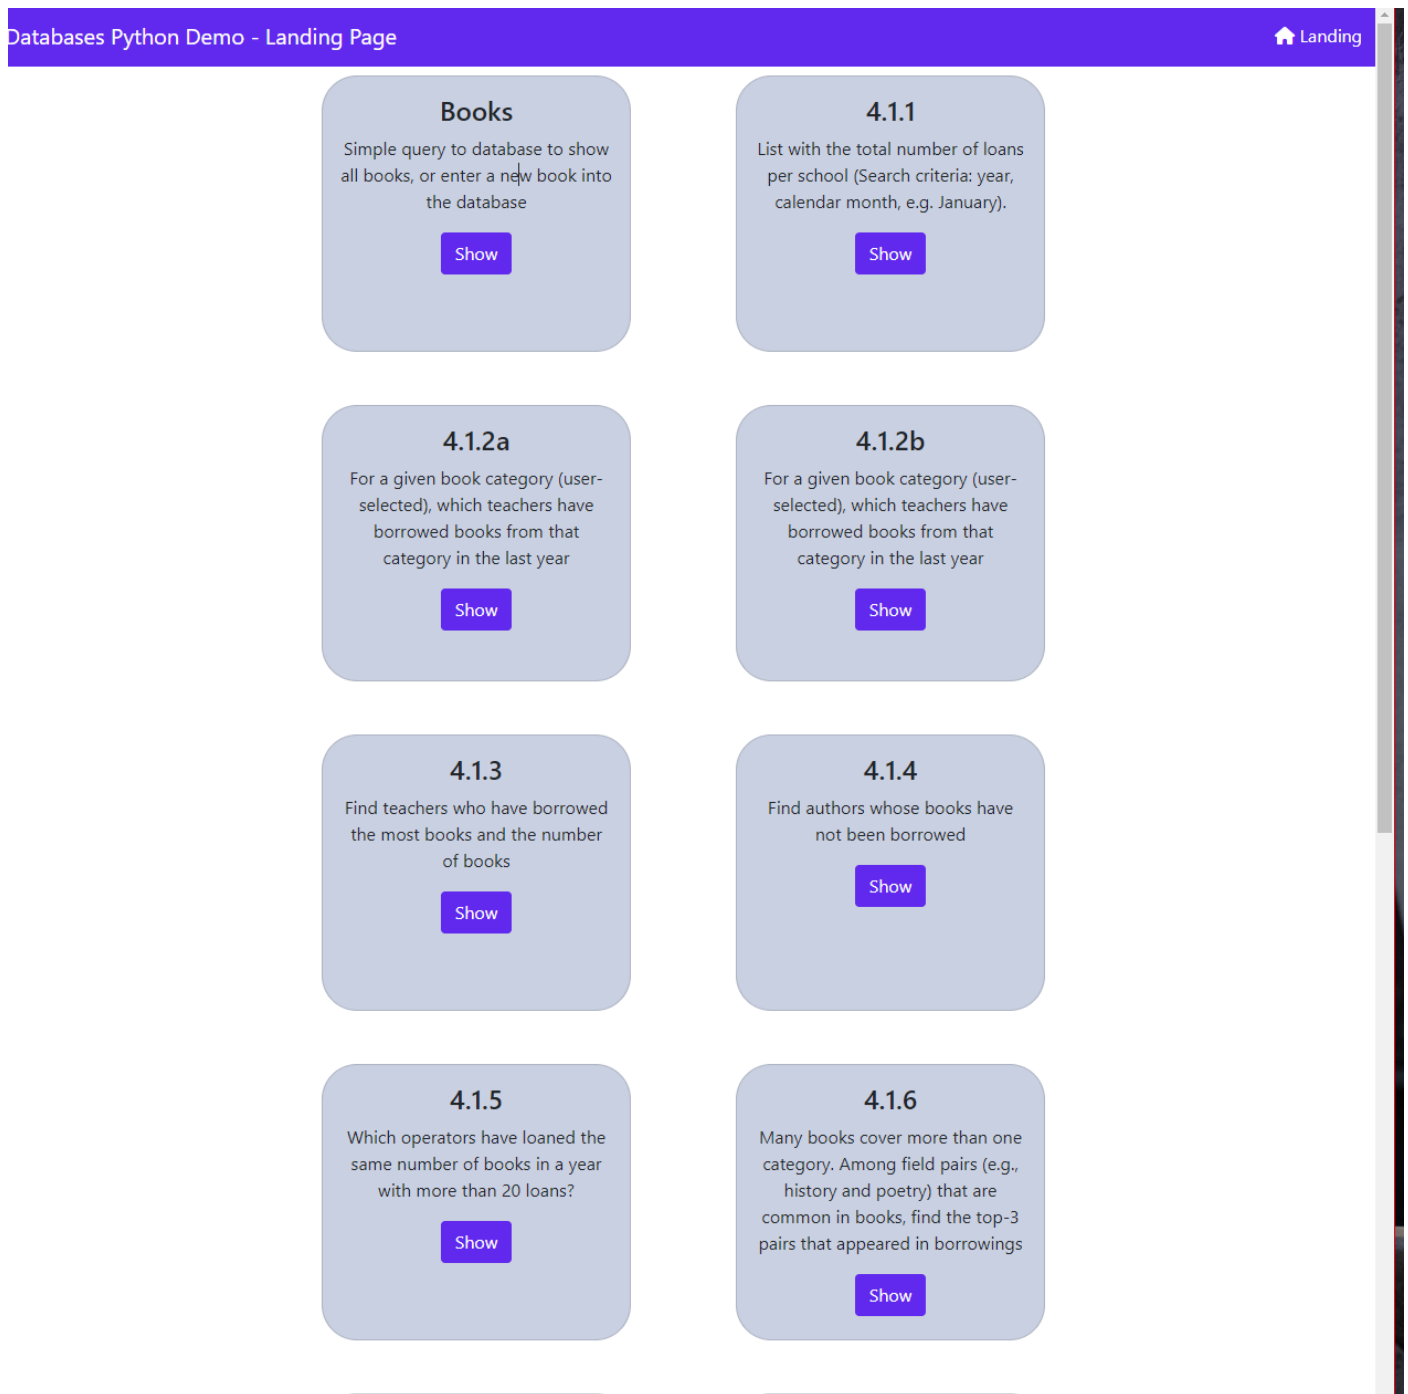 Databases Python Demo - Landing Page
Landing
Books
Simple query to database to show
all books, or enter a new book into
the database
Show
4.1.1
List with the total number of loans
per school (Search criteria: year,
calendar month, e.g. January).
Show
4.1.2a
For a given book category (user-
selected), which teachers have
borrowed books from that
category in the last year
Show
4.1.2b
For a given book category (user-
selected), which teachers have
borrowed books from that
category in the last year
Show
4.1.3
Find teachers who have borrowed
the most books and the number
of books
Show
4.1.4
Find authors whose books have
not been borrowed
Show
4.1.5
Which operators have loaned the
same number of books in a year
with more than 20 loans?
Show
4.1.6
Many books cover more than one
category. Among field pairs (e.g.,
history and poetry) that are
common in books, find the top-3
pairs that appeared in borrowings
Show